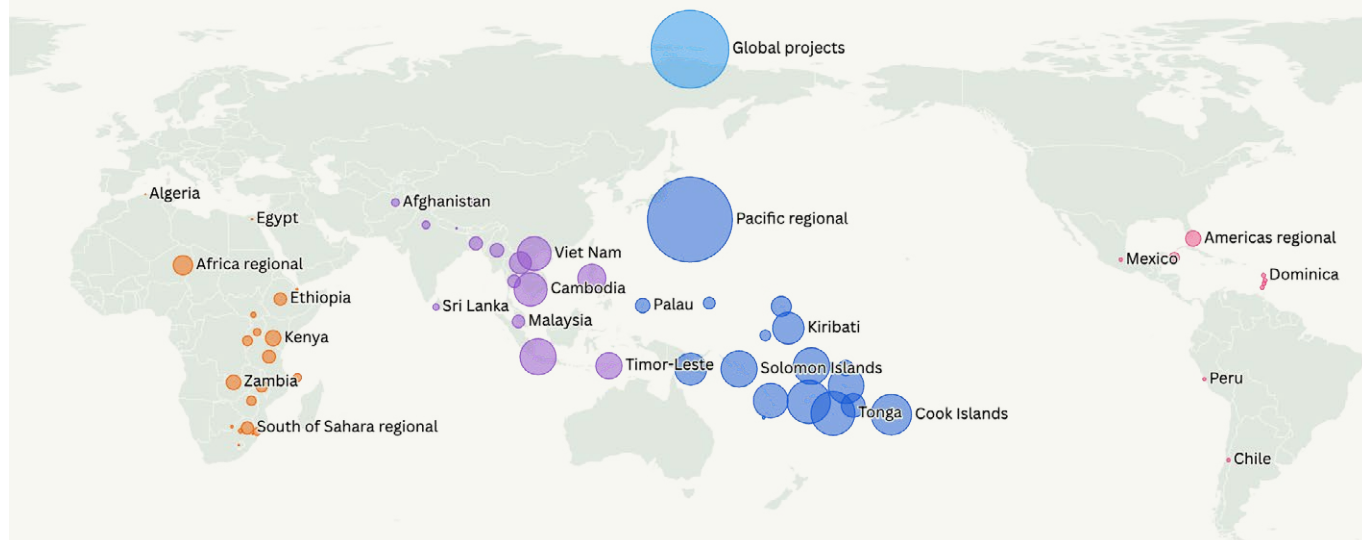 Global projects
Algeria
Afghanistan
Egypt
Pacific regional
Americas regional
Viet Nam
Mexico
Africa regional
Dominica
Cambodia
Ethiopia
Sri Lanka
Palau
Malaysia
Kiribati
Kenya
Timor-Leste
Solomon Islands
Zambia
Peru
Tonga
Cook Islands
South of Sahara regional
Chile